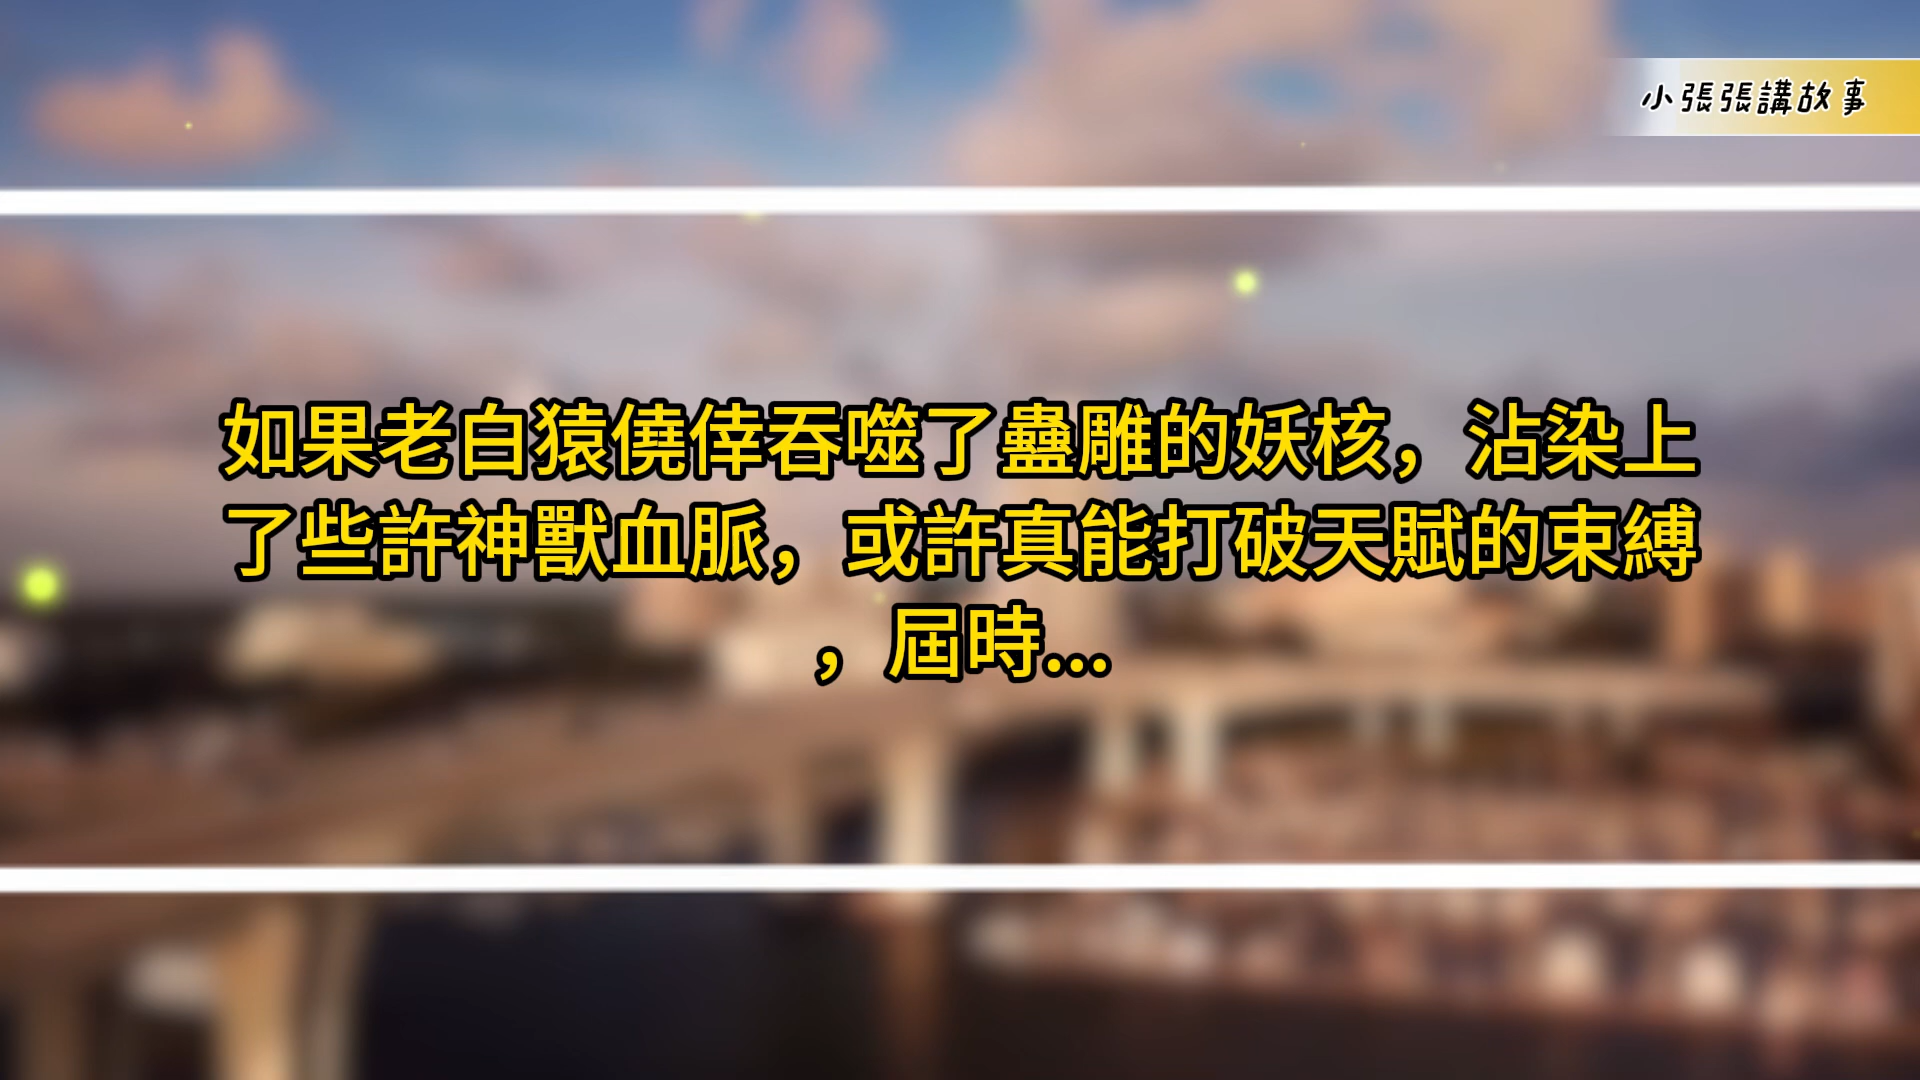 小張張講故事
如果老白猿僥倖吞噬了蠱雕的妖核，沾染上
了些許神獸血脈，或許真能打破天賦的束縛
，屆時...